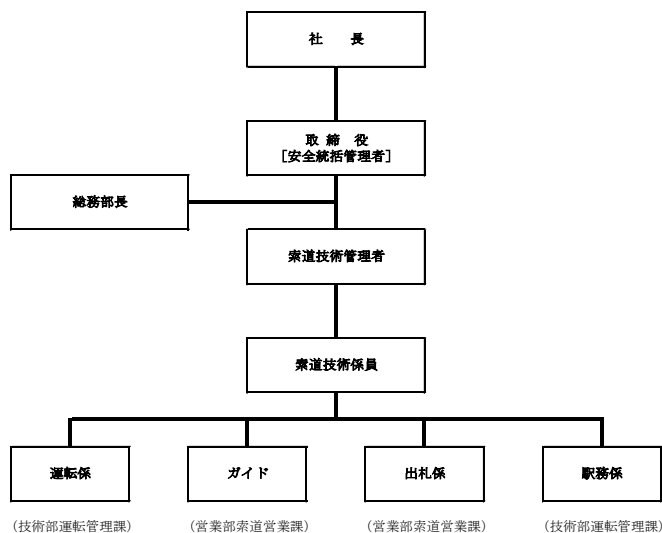 社　　長
取 締　役
［安全統括管理者］
総務部長
索道技術管理者
索道技術係員
運転係
ガイド
出札係
駅務係
（技術部運転管理課）
（営業部索道営業課）
（営業部索道営業課）
（技術部運転管理課）